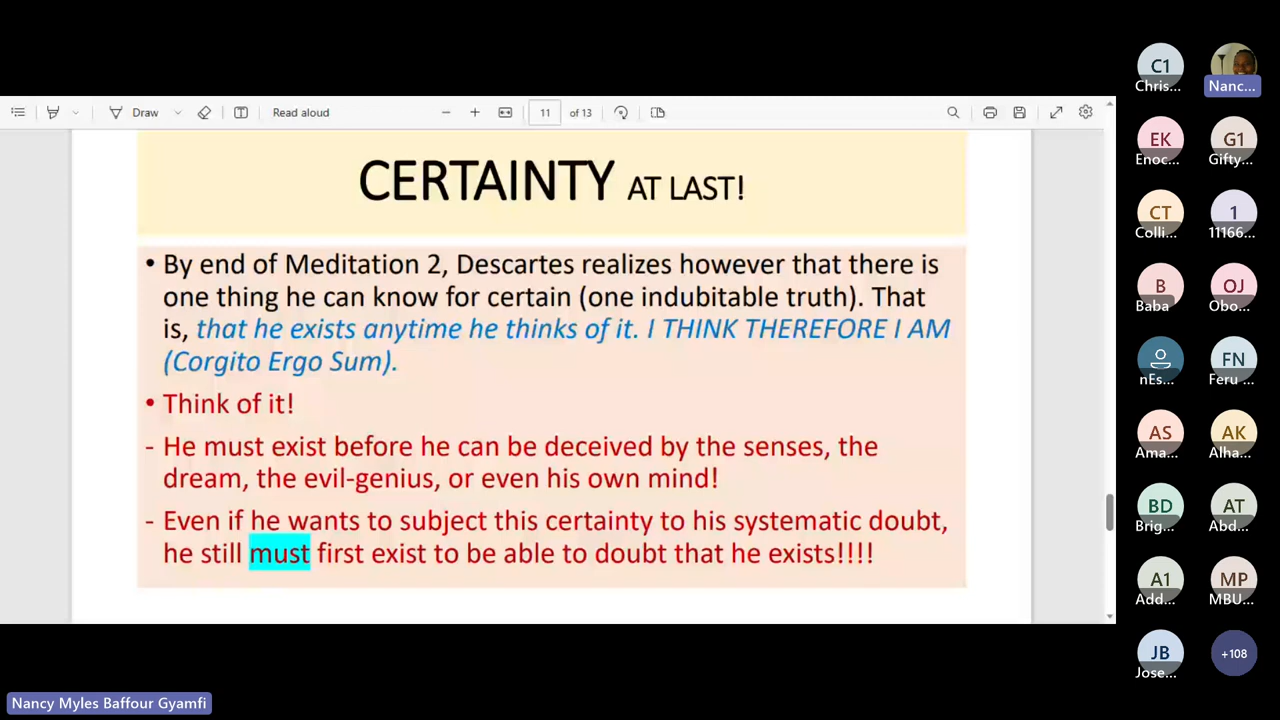 Draw
Read aloud
11
of 13
CERTAINTY AT LAST!
• By end of Meditation 2, Descartes realizes however that there is
one thing he can know for certain (one indubitable truth). That
is, that he exists anytime he thinks of it. I THINK THEREFORE I AM
(Corgito Ergo Sum).
• Think of it!
- He must exist before he can be deceived by the senses, the
dream, the evil-genius, or even his own mind!
- Even if he wants to subject this certainty to his systematic doubt,
he still must first exist to be able to doubt that he exists!!!!
C1
Chris...
Nanc...
EK
Enoc...
G1
Gifty...
CT
Colli...
1
11166...
B
Baba
OJ
Obo...
nEs...
FN
Feru ...
AS
Ama...
AK
Alha...
BD
Brig...
AT
Abd...
A1
Add...
MP
MBU...
JB
Jose...
+108
Nancy Myles Baffour Gyamfi